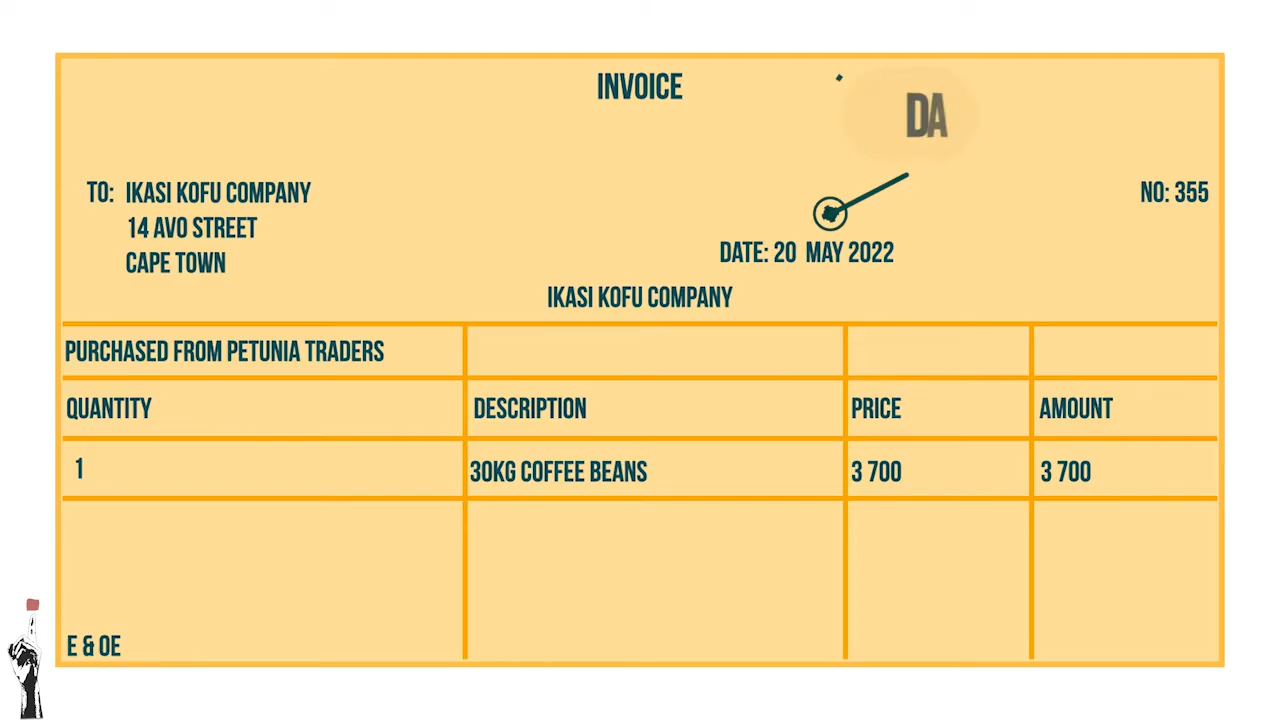 INVOICE
DA
TO: IKASI KOFU COMPANY
NO: 355
14 AVO STREET
DATE: 20 MAY 2022
CAPE TOWN
IKASI KOFU COMPANY
PURCHASED FROM PETUNIA TRADERS
QUANTITY DESCRIPTION PRICE AMOUNT
1 30KG COFFEE BEANS 3 700 3 700
E & OE